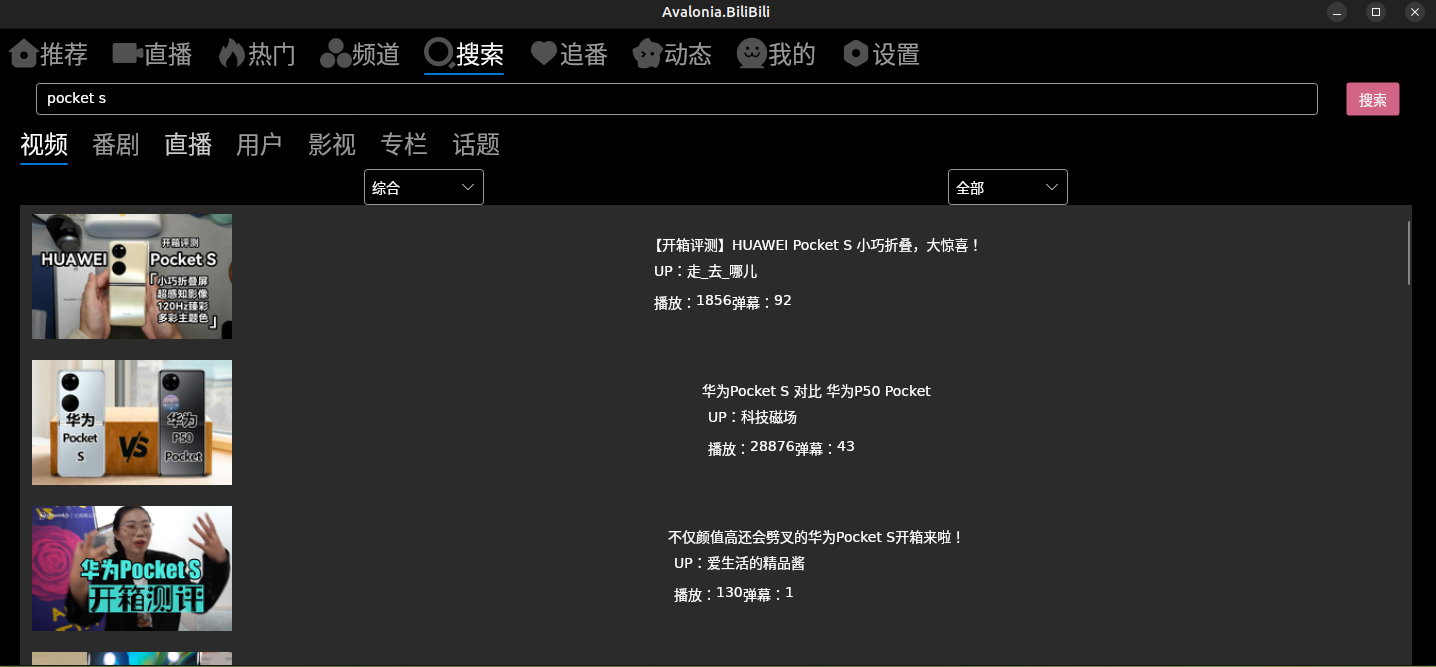 Avalonia.BiliBili
推荐 直播 热门 频道 搜索 追番 动态 我的 设置
pocket s 搜索
视频 番剧 直播 用户 影视 专栏 话题
综合 全部
开箱评测
HUAWEI Pocket S
「小巧折叠屏
超感知影像
120Hz臻彩
多彩主题色」
【开箱评测】HUAWEI Pocket S 小巧折叠，大惊喜！
UP：走_去_哪儿
播放：1856弹幕：92
华为
Pocket
S
VS
华为
P50
Pocket
华为Pocket S 对比 华为P50 Pocket
UP：科技磁场
播放：28876弹幕：43
华为Pocket S
开箱测评
不仅颜值高还会劈叉的华为Pocket S开箱来啦！
UP：爱生活的精品酱
播放：130弹幕：1